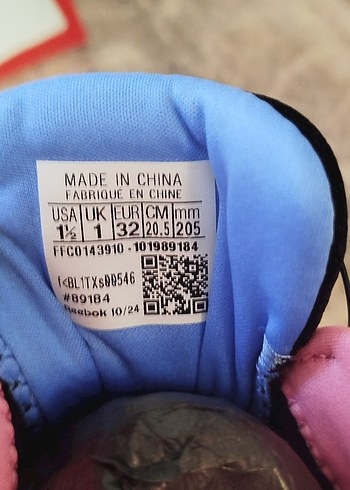 MADE IN CHINA
FABRIQUÉ EN CHINE
USA UK EUR CM mm
1½ 1 32 20.5 205
FFC0143910 - 101989184
#89184
Reebok 10/24